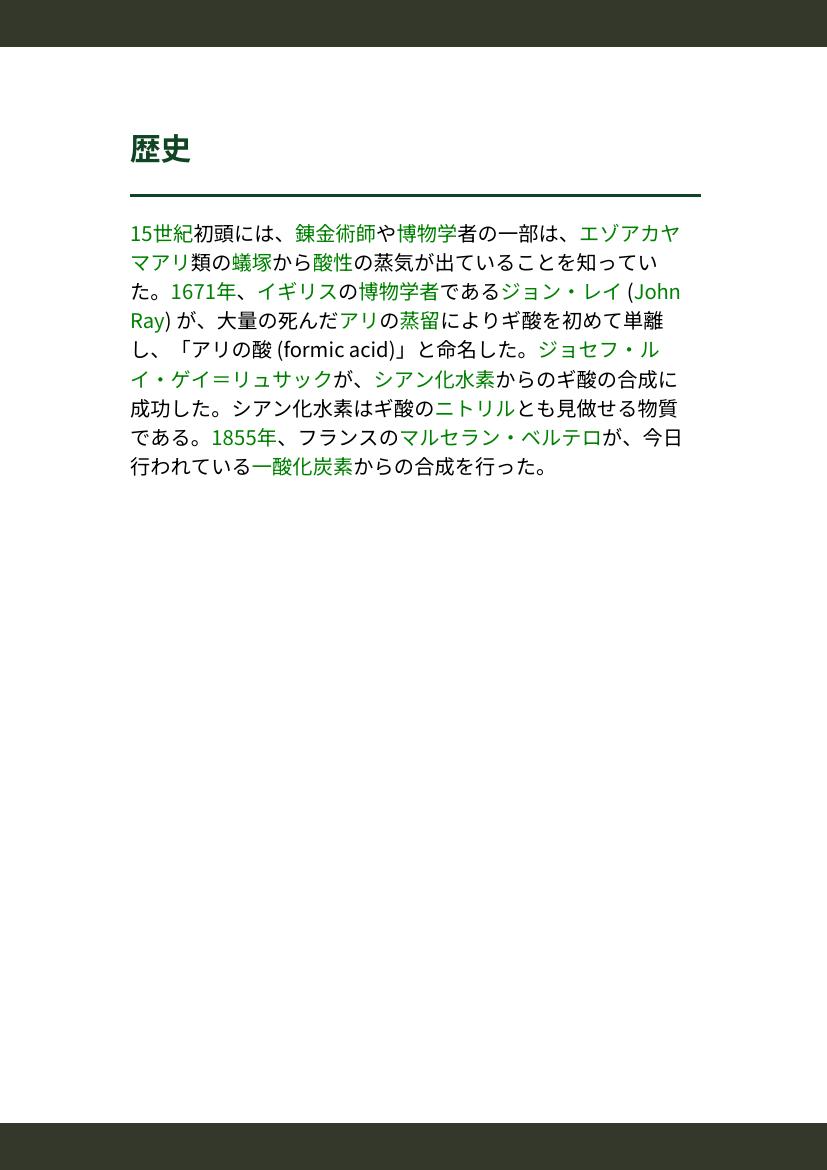 歴史
15世紀初頭には、錬金術師や博物学者の一部は、エゾアカヤ
マアリ類の蟻塚から酸性の蒸気が出ていることを知ってい
た。1671年、イギリスの博物学者であるジョン・レイ (John
Ray) が、大量の死んだアリの蒸留によりギ酸を初めて単離
し、「アリの酸 (formic acid)」と命名した。ジョセフ・ル
イ・ゲイ＝リュサックが、シアン化水素からのギ酸の合成に
成功した。シアン化水素はギ酸のニトリルとも見做せる物質
である。1855年、フランスのマルセラン・ベルテロが、今日
行われている一酸化炭素からの合成を行った。